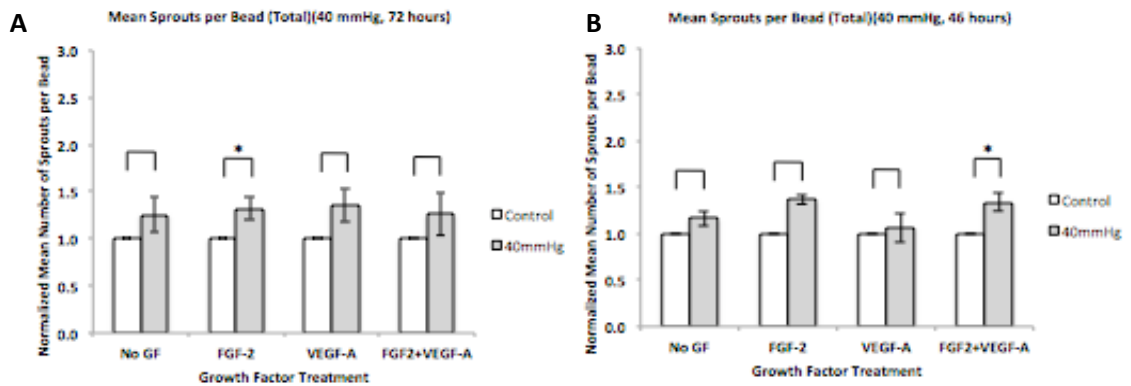 A
Mean Sprouts per Bead (Total)(40 mmHg, 72 hours)
Normalized Mean Number of Sprouts per Bead
3.0
2.5
2.0
1.5
1.0
0.5
0.0
*
No GF FGF-2 VEGF-A FGF2+VEGF-A
Growth Factor Treatment
Control
40mmHg
B
Mean Sprouts per Bead (Total)(40 mmHg, 46 hours)
Normalized Mean Number of Sprouts per Bead
3.0
2.5
2.0
1.5
1.0
0.5
0.0
*
No GF FGF-2 VEGF-A FGF2+VEGF-A
Growth Factor Treatment
Control
40mmHg